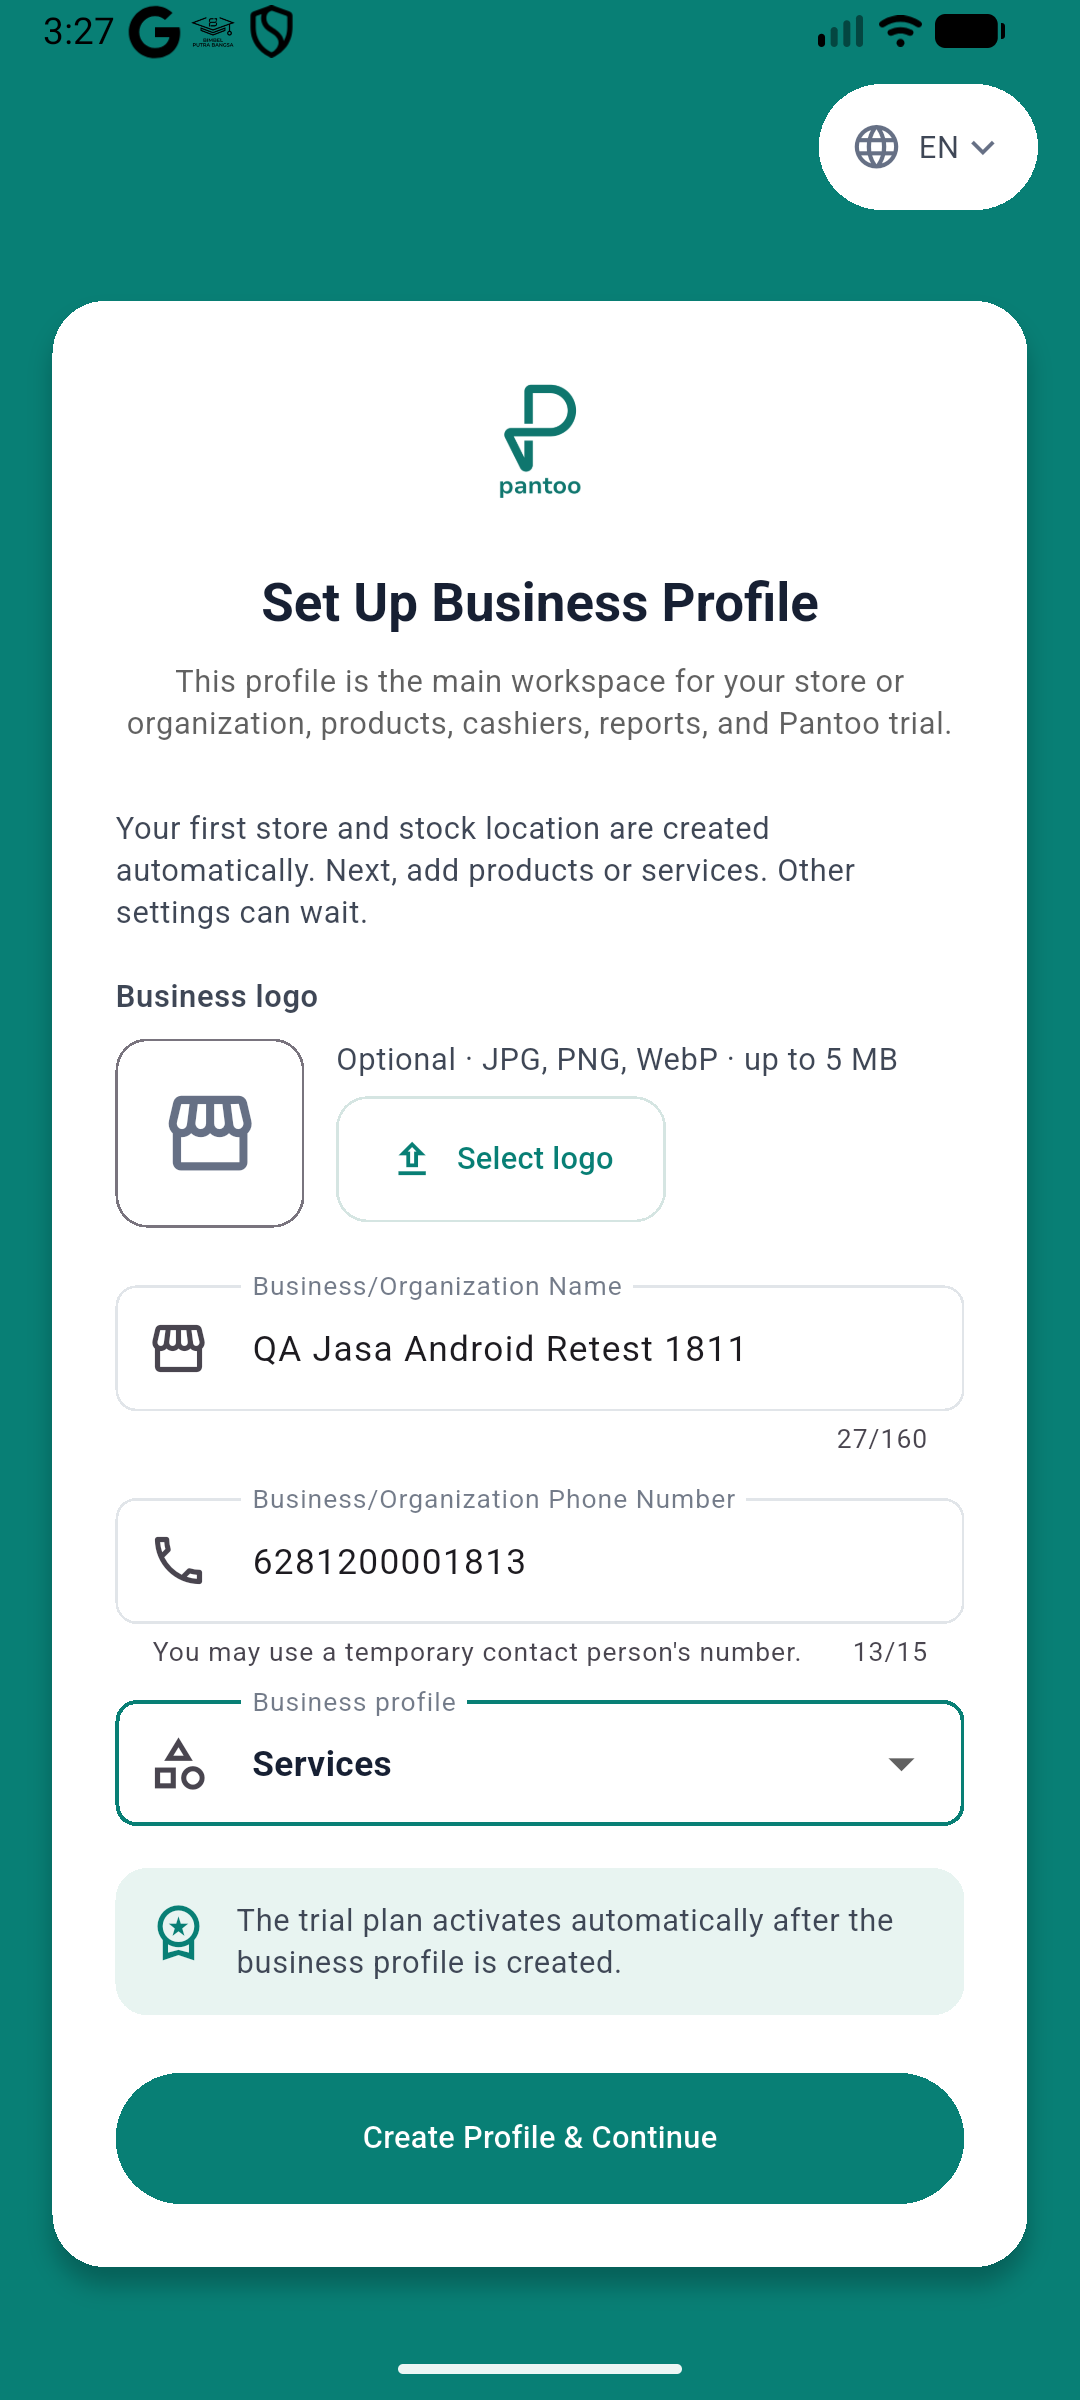 3:27
BIMBEL
PUTRA BANGSA
EN
pantoo
Set Up Business Profile
This profile is the main workspace for your store or
organization, products, cashiers, reports, and Pantoo trial.
Your first store and stock location are created
automatically. Next, add products or services. Other
settings can wait.
Business logo
Optional · JPG, PNG, WebP · up to 5 MB
Select logo
Business/Organization Name
QA Jasa Android Retest 1811
27/160
Business/Organization Phone Number
6281200001813
You may use a temporary contact person's number. 13/15
Business profile
Services
The trial plan activates automatically after the
business profile is created.
Create Profile & Continue